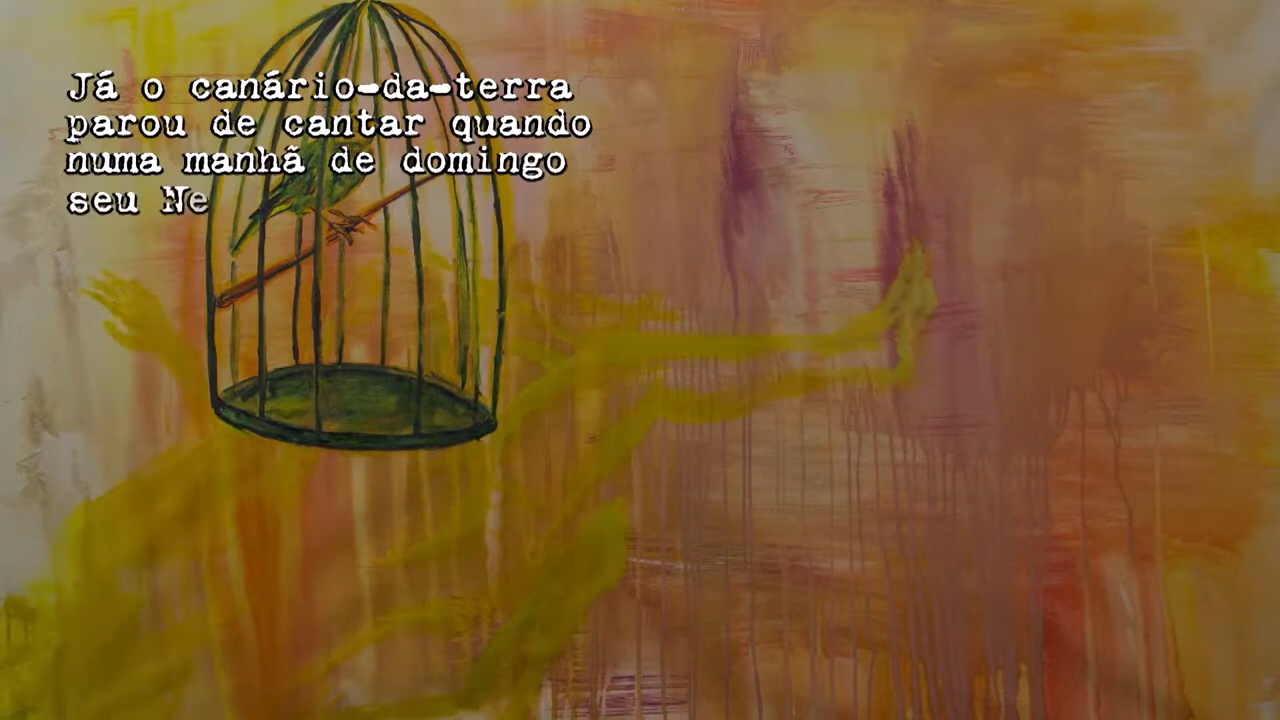 Já o canário-da-terra
parou de cantar quando
numa manhã de domingo
seu Ne